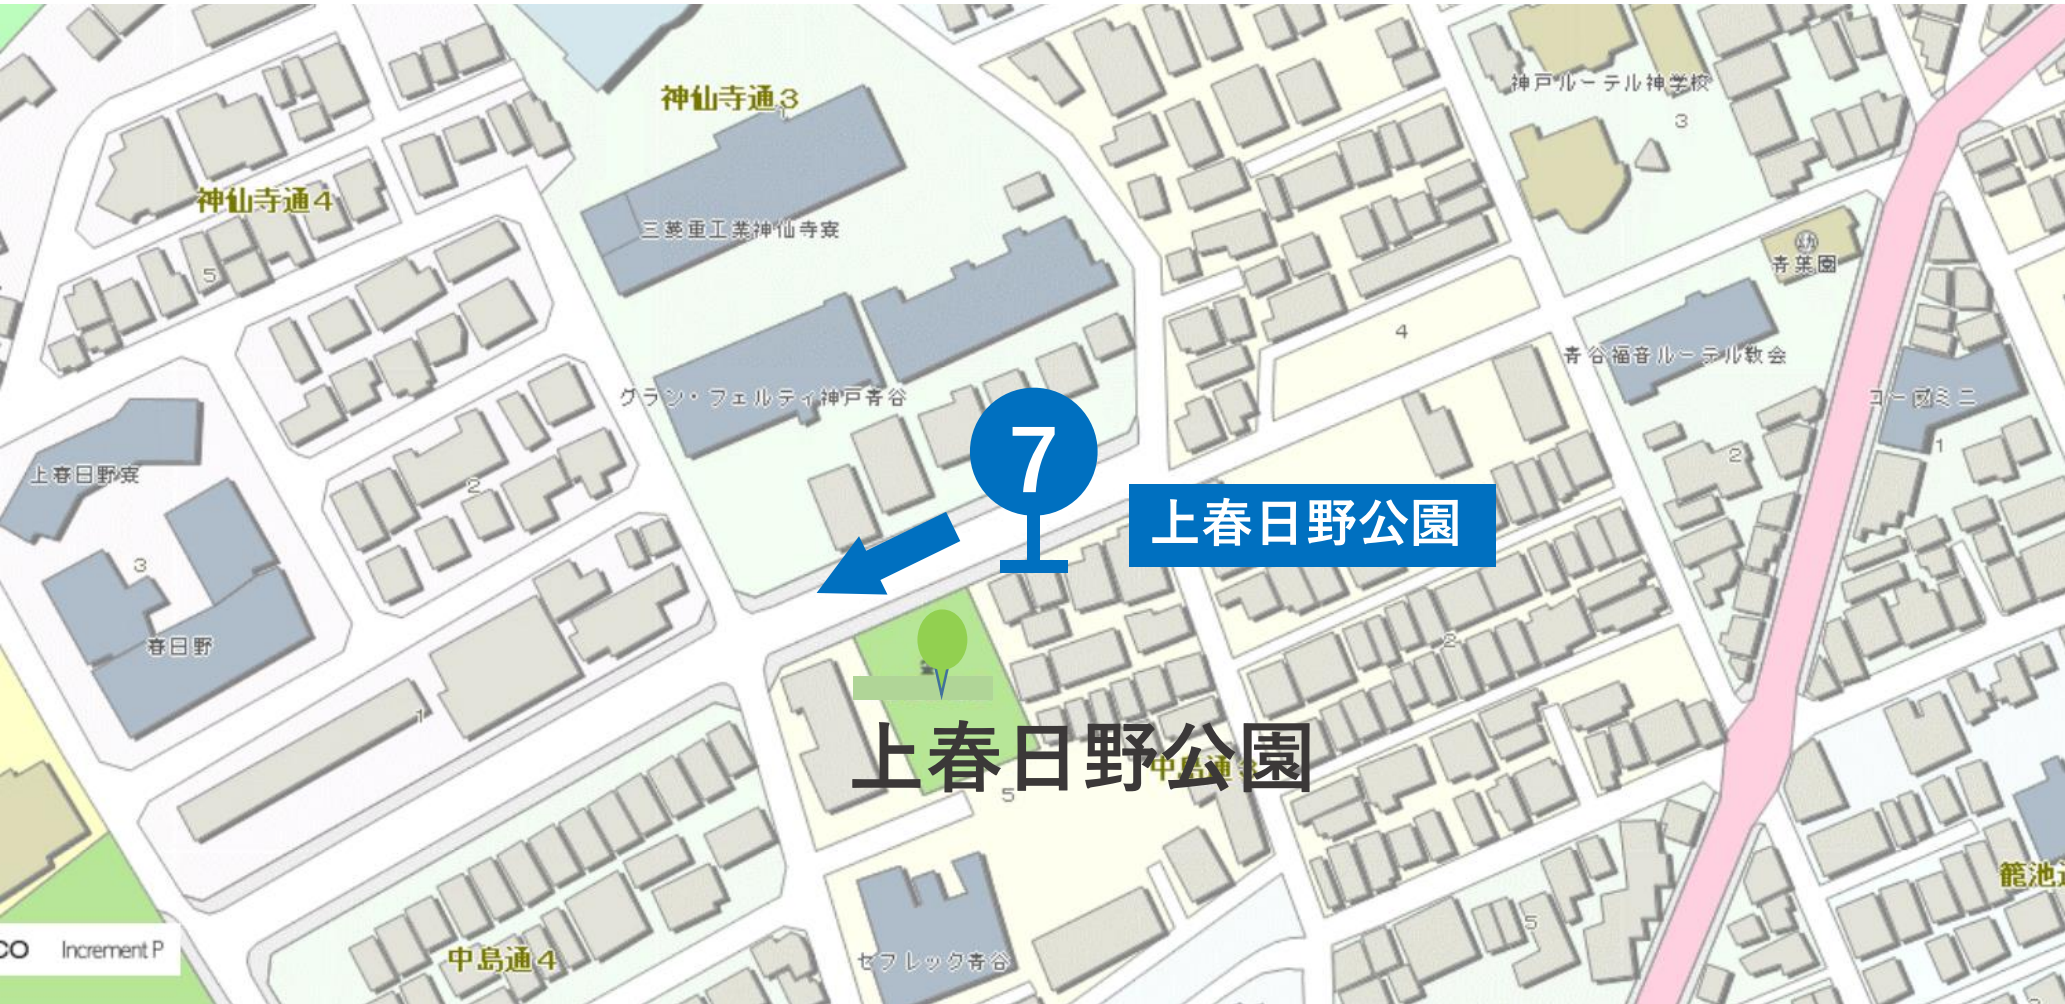 神仙寺通3
1
神戸ルーテル神学校
3
神仙寺通4
三菱重工業神仙寺寮
幼
青葉園
5
4
青谷福音ルーテル教会
グラン・フェルティ神戸青谷
コープミニ
7
1
2
上春日野寮
2
上春日野公園
3
春日野
2
1
上春日野公園
中島通3
5
セフレック青谷
中島通4
5
籠池通
CO Increment P